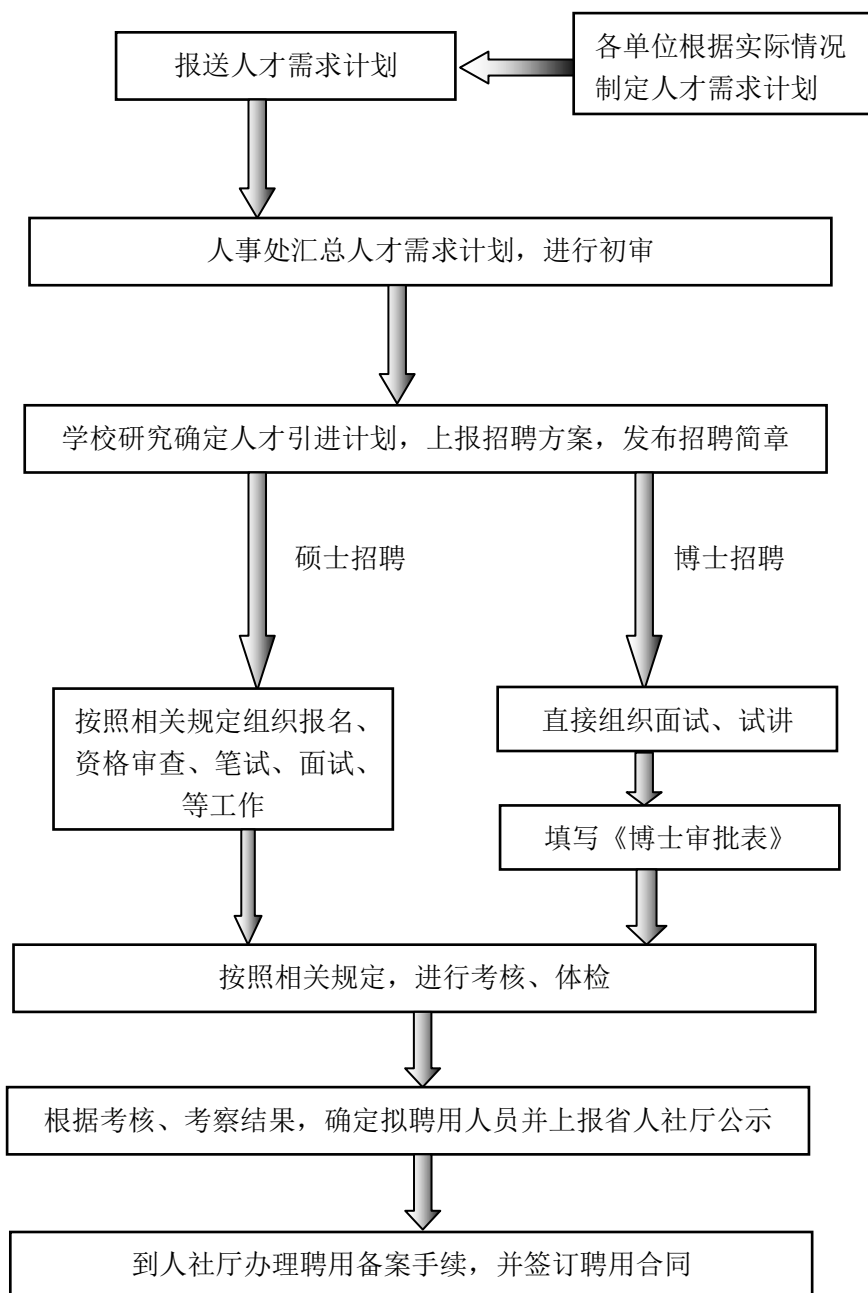 报送人才需求计划
各单位根据实际情况
制定人才需求计划
人事处汇总人才需求计划，进行初审
学校研究确定人才引进计划，上报招聘方案，发布招聘简章
硕士招聘
博士招聘
按照相关规定组织报名、
资格审查、笔试、面试、
等工作
直接组织面试、试讲
填写《博士审批表》
按照相关规定，进行考核、体检
根据考核、考察结果，确定拟聘用人员并上报省人社厅公示
到人社厅办理聘用备案手续，并签订聘用合同